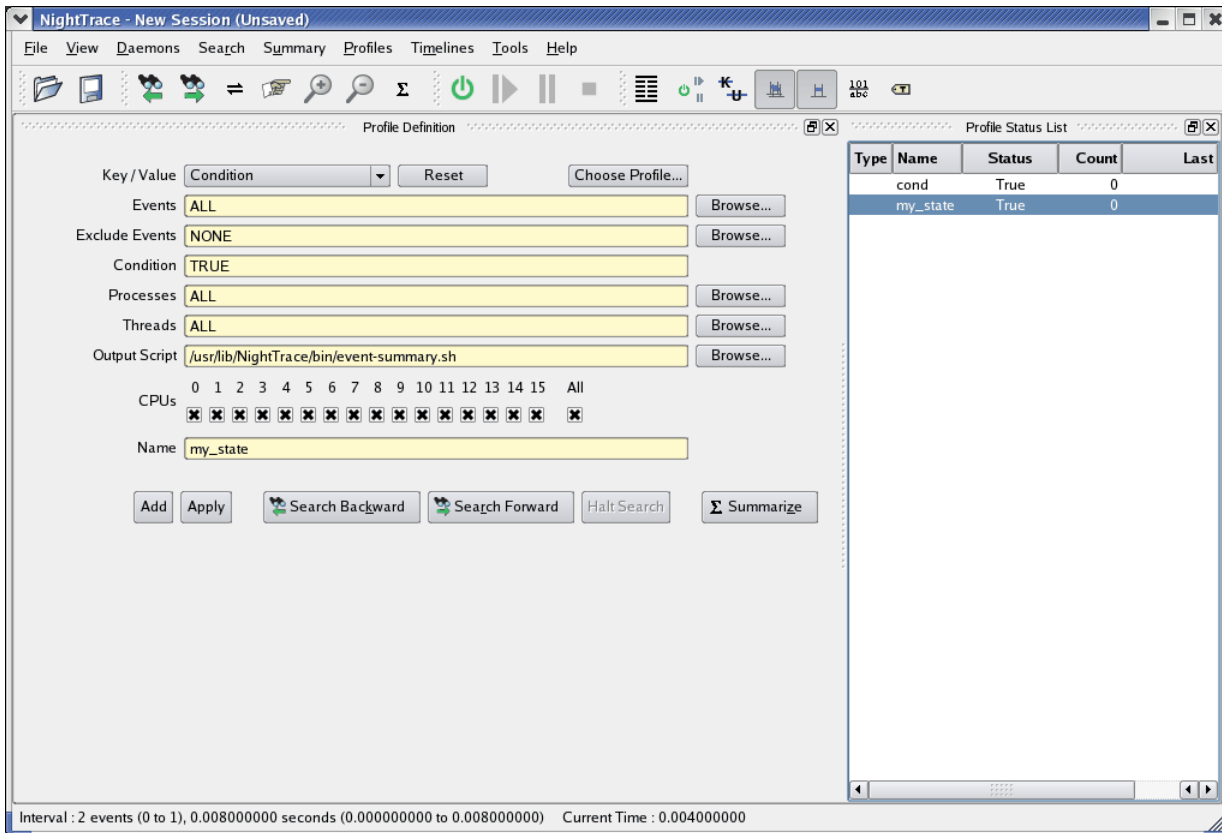 NightTrace - New Session (Unsaved)
File View Daemons Search Summary Profiles Timelines Tools Help
Σ K U 101 abc T
Profile Definition
Key / Value Condition Reset Choose Profile...
Events ALL Browse...
Exclude Events NONE Browse...
Condition TRUE
Processes ALL Browse...
Threads ALL Browse...
Output Script /usr/lib/NightTrace/bin/event-summary.sh Browse...
CPUs 0 1 2 3 4 5 6 7 8 9 10 11 12 13 14 15 All
Name my_state
Add Apply Search Backward Search Forward Halt Search Σ Summarize
Profile Status List
Type Name Status Count Last
cond True 0
my_state True 0
Interval : 2 events (0 to 1), 0.008000000 seconds (0.000000000 to 0.008000000) Current Time : 0.004000000